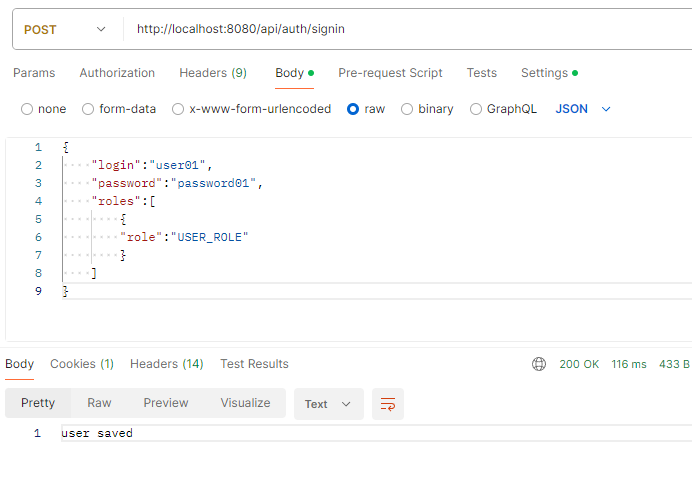 POST http://localhost:8080/api/auth/signin
Params Authorization Headers (9) Body Pre-request Script Tests Settings
none form-data x-www-form-urlencoded raw binary GraphQL JSON
1 {
2 "login":"user01",
3 "password":"password01",
4 "roles":[
5 {
6 "role":"USER_ROLE"
7 }
8 ]
9 }
Body Cookies (1) Headers (14) Test Results 200 OK 116 ms 433 B
Pretty Raw Preview Visualize Text
1 user saved